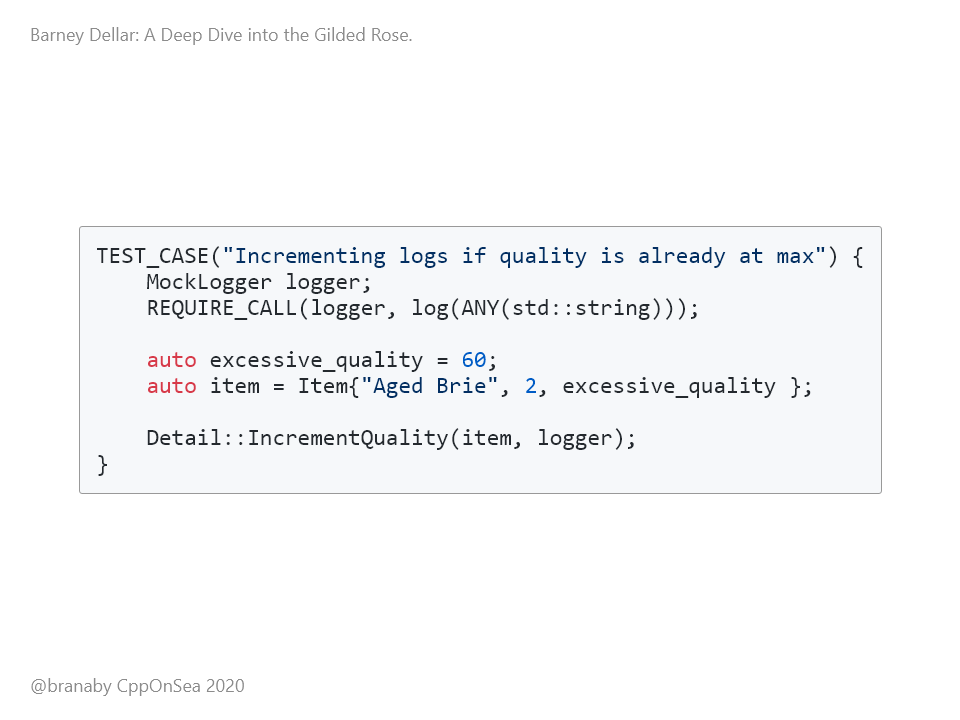 Barney Dellar: A Deep Dive into the Gilded Rose.
TEST_CASE("Incrementing logs if quality is already at max") {
    MockLogger logger;
    REQUIRE_CALL(logger, log(ANY(std::string)));
    auto excessive_quality = 60;
    auto item = Item{"Aged Brie", 2, excessive_quality };
    Detail::IncrementQuality(item, logger);
}
@branaby CppOnSea 2020